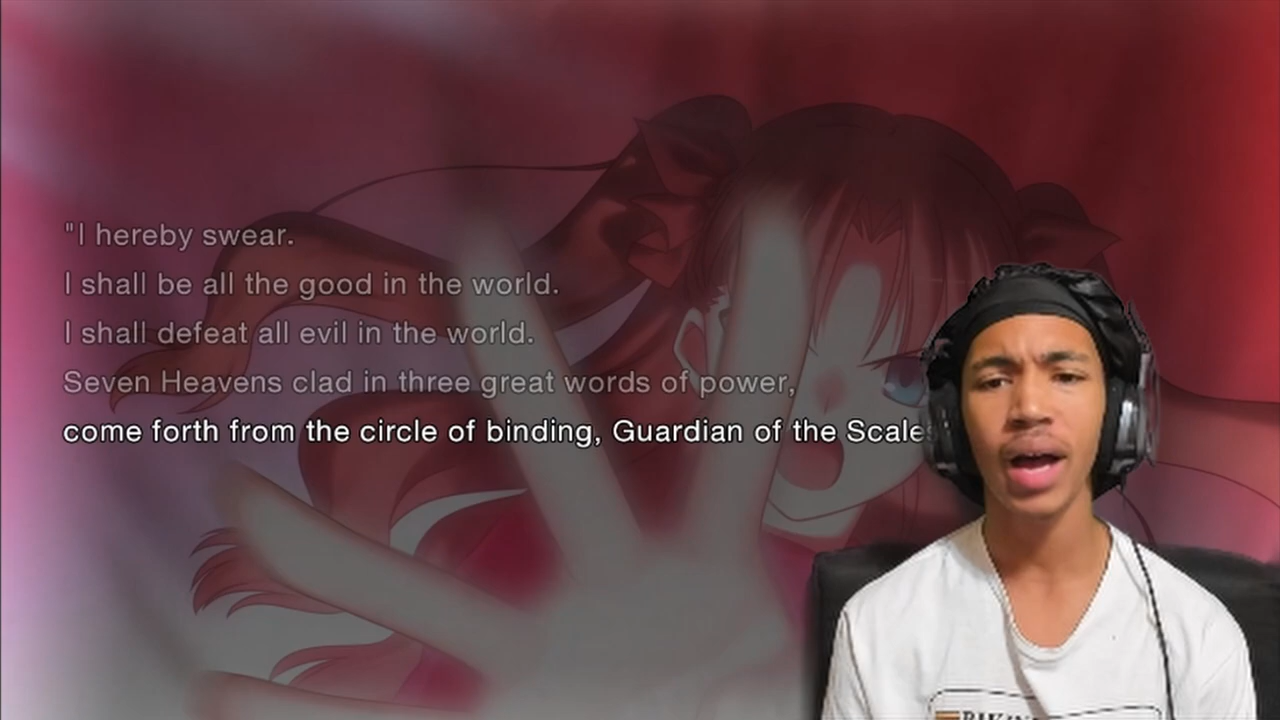 "I hereby swear.
I shall be all the good in the world.
I shall defeat all evil in the world.
Seven Heavens clad in three great words of power,
come forth from the circle of binding, Guardian of the Scales